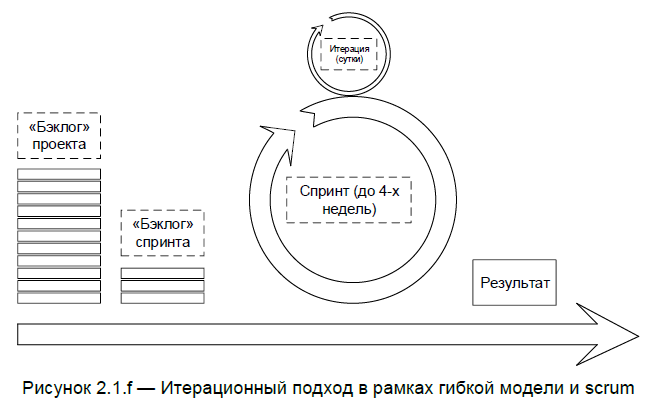 Итерация
(сутки)
«Бэклог»
проекта
Спринт (до 4-х
недель)
«Бэклог»
спринта
Результат
Рисунок 2.1.f — Итерационный подход в рамках гибкой модели и scrum